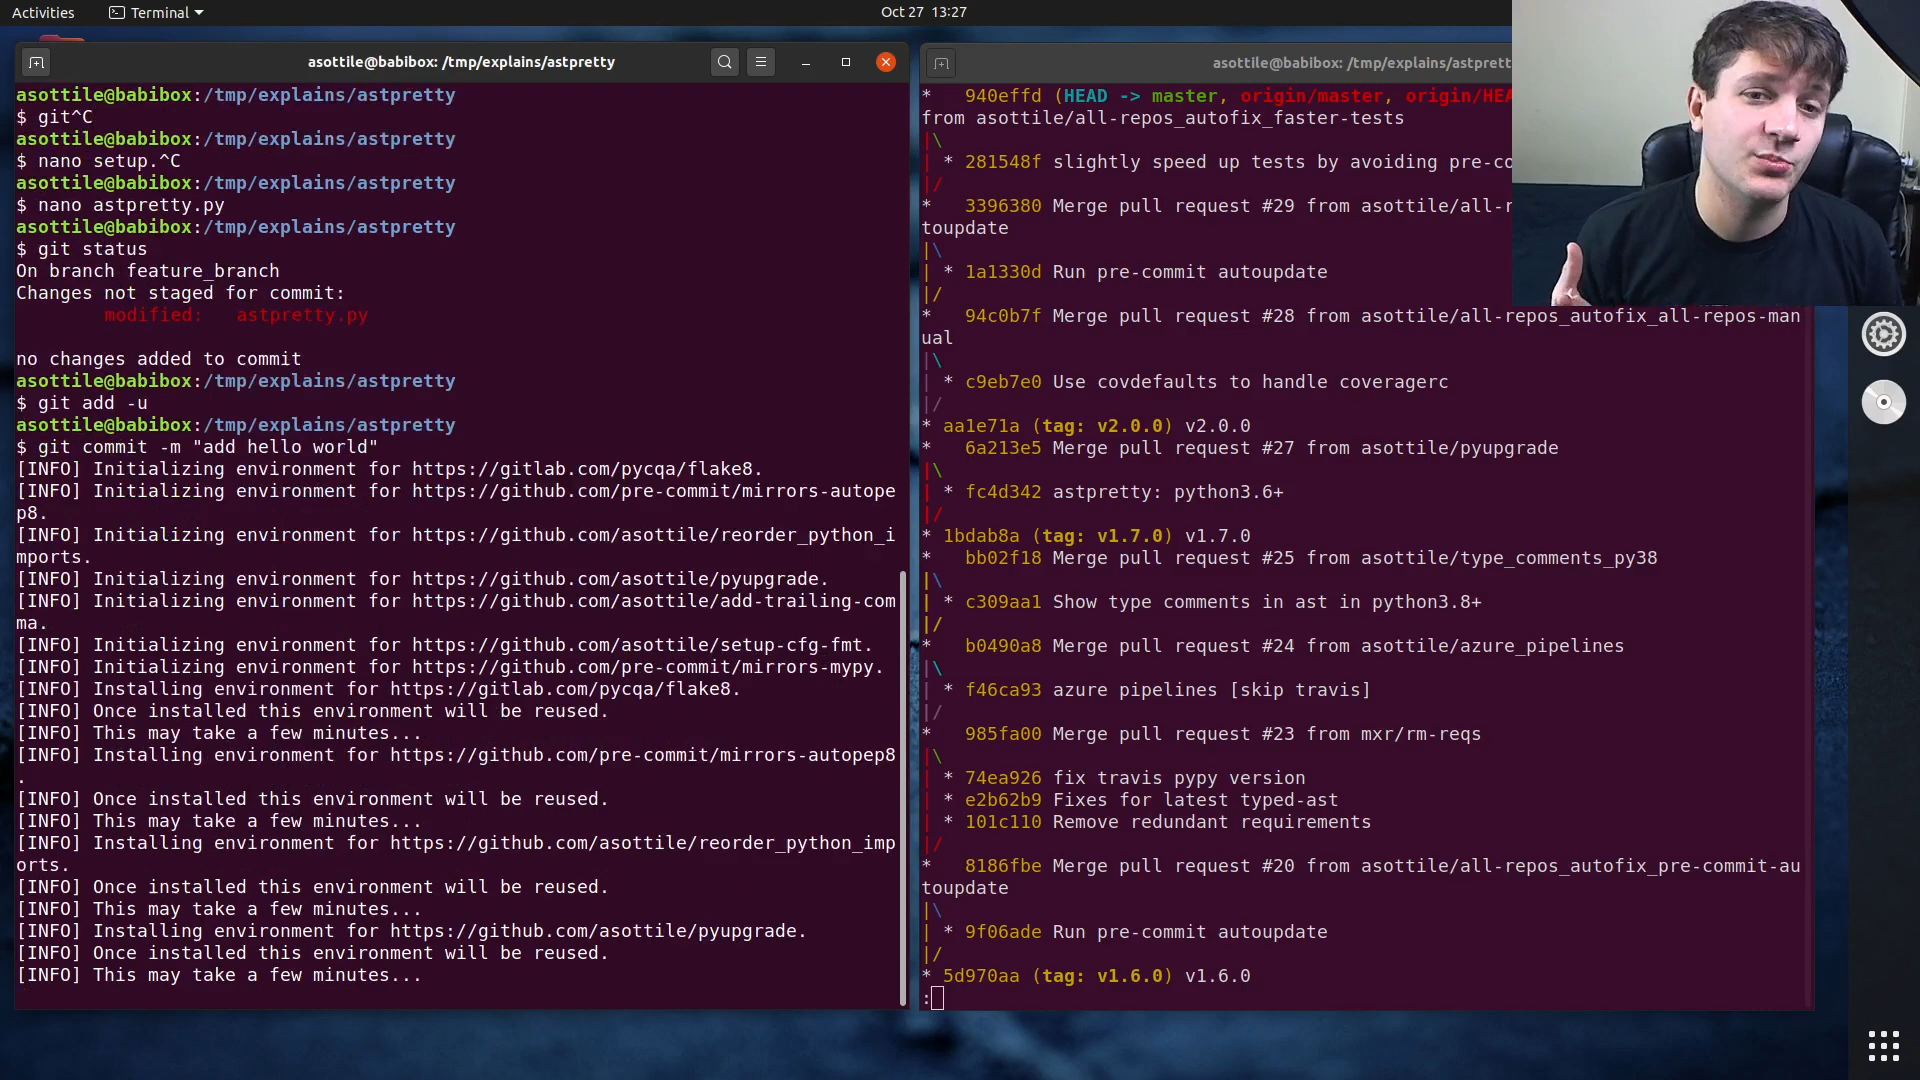 Activities
Terminal
Oct 27 13:27
asottile@babibox: /tmp/explains/astpretty
asottile@babibox:/tmp/explains/astpretty
$ git^C
asottile@babibox:/tmp/explains/astpretty
$ nano setup.^C
asottile@babibox:/tmp/explains/astpretty
$ nano astpretty.py
asottile@babibox:/tmp/explains/astpretty
$ git status
On branch feature_branch
Changes not staged for commit:
modified:   astpretty.py
no changes added to commit
asottile@babibox:/tmp/explains/astpretty
$ git add -u
asottile@babibox:/tmp/explains/astpretty
$ git commit -m "add hello world"
[INFO] Initializing environment for https://gitlab.com/pycqa/flake8.
[INFO] Initializing environment for https://github.com/pre-commit/mirrors-autope
p8.
[INFO] Initializing environment for https://github.com/asottile/reorder_python_i
mports.
[INFO] Initializing environment for https://github.com/asottile/pyupgrade.
[INFO] Initializing environment for https://github.com/asottile/add-trailing-com
ma.
[INFO] Initializing environment for https://github.com/asottile/setup-cfg-fmt.
[INFO] Initializing environment for https://github.com/pre-commit/mirrors-mypy.
[INFO] Installing environment for https://gitlab.com/pycqa/flake8.
[INFO] Once installed this environment will be reused.
[INFO] This may take a few minutes...
[INFO] Installing environment for https://github.com/pre-commit/mirrors-autopep8
.
[INFO] Once installed this environment will be reused.
[INFO] This may take a few minutes...
[INFO] Installing environment for https://github.com/asottile/reorder_python_imp
orts.
[INFO] Once installed this environment will be reused.
[INFO] This may take a few minutes...
[INFO] Installing environment for https://github.com/asottile/pyupgrade.
[INFO] Once installed this environment will be reused.
[INFO] This may take a few minutes...
asottile@babibox: /tmp/explains/astprett
*   940effd (HEAD -> master, origin/master, origin/HEA
from asottile/all-repos_autofix_faster-tests
|\
| * 281548f slightly speed up tests by avoiding pre-co
|/
*   3396380 Merge pull request #29 from asottile/all-r
toupdate
|\
| * 1a1330d Run pre-commit autoupdate
|/
*   94c0b7f Merge pull request #28 from asottile/all-repos_autofix_all-repos-man
ual
|\
| * c9eb7e0 Use covdefaults to handle coveragerc
|/
* aa1e71a (tag: v2.0.0) v2.0.0
*   6a213e5 Merge pull request #27 from asottile/pyupgrade
|\
| * fc4d342 astpretty: python3.6+
|/
* 1bdab8a (tag: v1.7.0) v1.7.0
*   bb02f18 Merge pull request #25 from asottile/type_comments_py38
|\
| * c309aa1 Show type comments in ast in python3.8+
|/
*   b0490a8 Merge pull request #24 from asottile/azure_pipelines
|\
| * f46ca93 azure pipelines [skip travis]
|/
*   985fa00 Merge pull request #23 from mxr/rm-reqs
|\
| * 74ea926 fix travis pypy version
| * e2b62b9 Fixes for latest typed-ast
| * 101c110 Remove redundant requirements
|/
*   8186fbe Merge pull request #20 from asottile/all-repos_autofix_pre-commit-au
toupdate
|\
| * 9f06ade Run pre-commit autoupdate
|/
* 5d970aa (tag: v1.6.0) v1.6.0
: